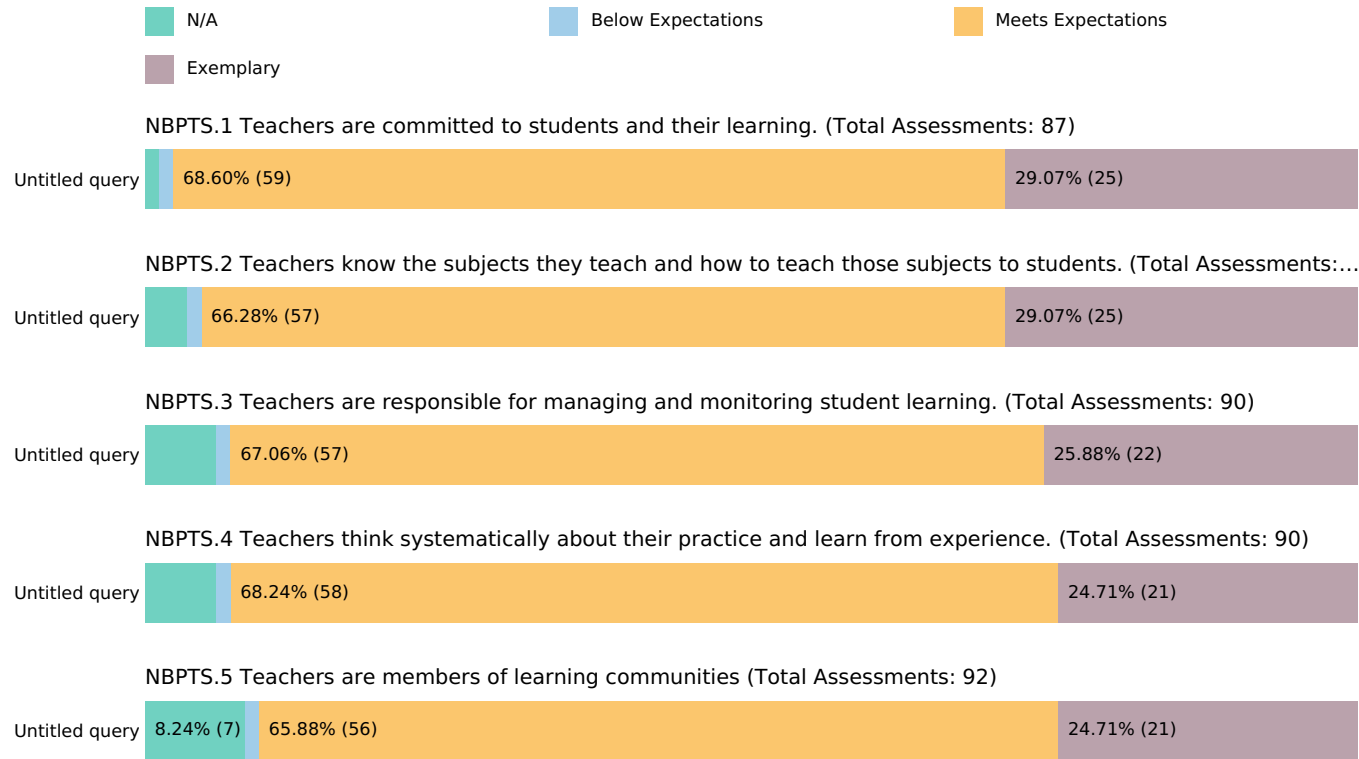 N/A
Below Expectations
Meets Expectations
Exemplary
NBPTS.1 Teachers are committed to students and their learning. (Total Assessments: 87)
Untitled query
68.60% (59)
29.07% (25)
NBPTS.2 Teachers know the subjects they teach and how to teach those subjects to students. (Total Assessments:...
Untitled query
66.28% (57)
29.07% (25)
NBPTS.3 Teachers are responsible for managing and monitoring student learning. (Total Assessments: 90)
Untitled query
67.06% (57)
25.88% (22)
NBPTS.4 Teachers think systematically about their practice and learn from experience. (Total Assessments: 90)
Untitled query
68.24% (58)
24.71% (21)
NBPTS.5 Teachers are members of learning communities (Total Assessments: 92)
Untitled query
8.24% (7)
65.88% (56)
24.71% (21)